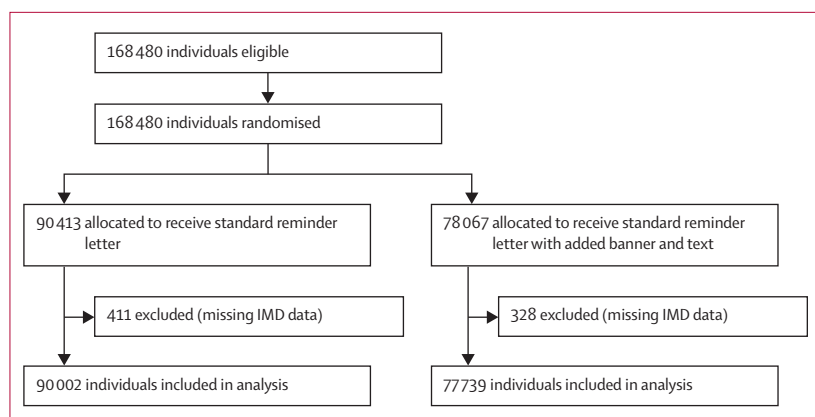 168 480 individuals eligible
168 480 individuals randomised
90 413 allocated to receive standard reminder
letter
78 067 allocated to receive standard reminder
letter with added banner and text
411 excluded (missing IMD data)
328 excluded (missing IMD data)
90 002 individuals included in analysis
77 739 individuals included in analysis